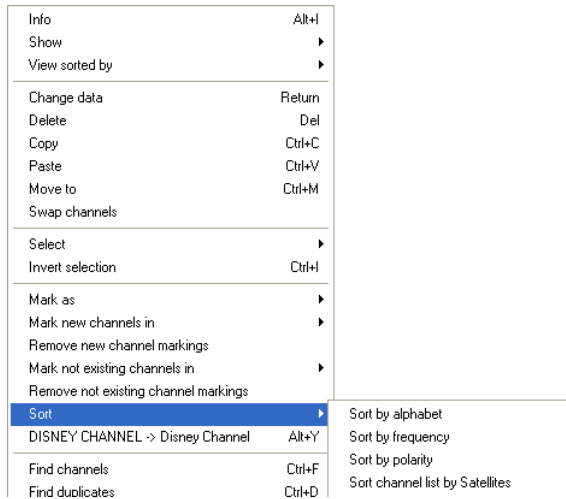 Info Alt+I
Show
View sorted by
Change data Return
Delete Del
Copy Ctrl+C
Paste Ctrl+V
Move to Ctrl+M
Swap channels
Select
Invert selection Ctrl+I
Mark as
Mark new channels in
Remove new channel markings
Mark not existing channels in
Remove not existing channel markings
Sort
DISNEY CHANNEL -> Disney Channel Alt+Y
Find channels Ctrl+F
Find duplicates Ctrl+D
Sort by alphabet
Sort by frequency
Sort by polarity
Sort channel list by Satellites